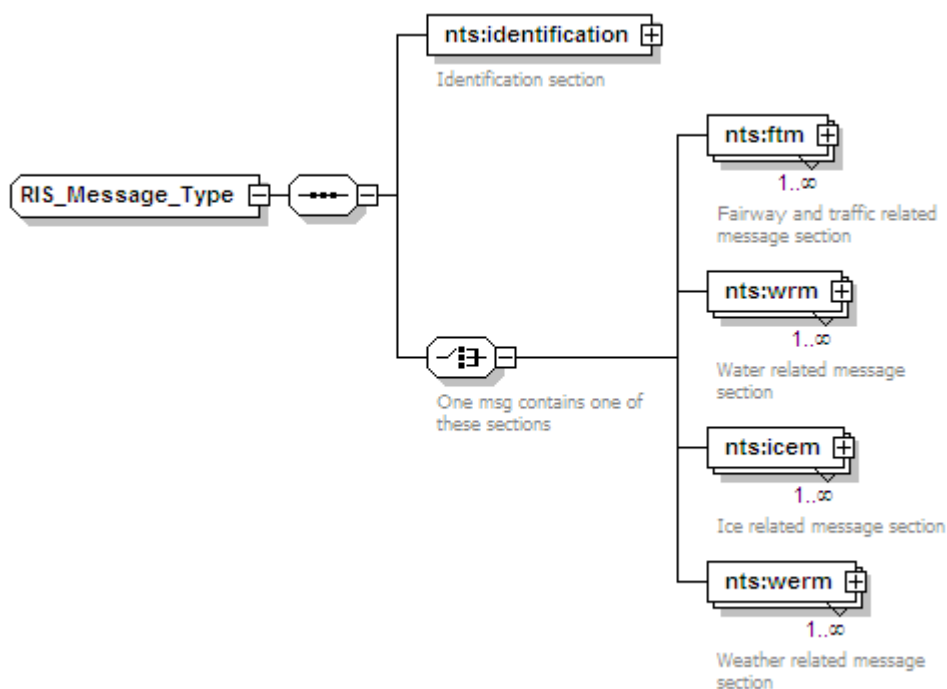 nts:identification
Identification section
RIS_Message_Type
nts:ftm
1..∞
Fairway and traffic related
message section
nts:wrm
1..∞
Water related message
section
One msg contains one of
these sections
nts:icem
1..∞
Ice related message section
nts:werm
1..∞
Weather related message
section